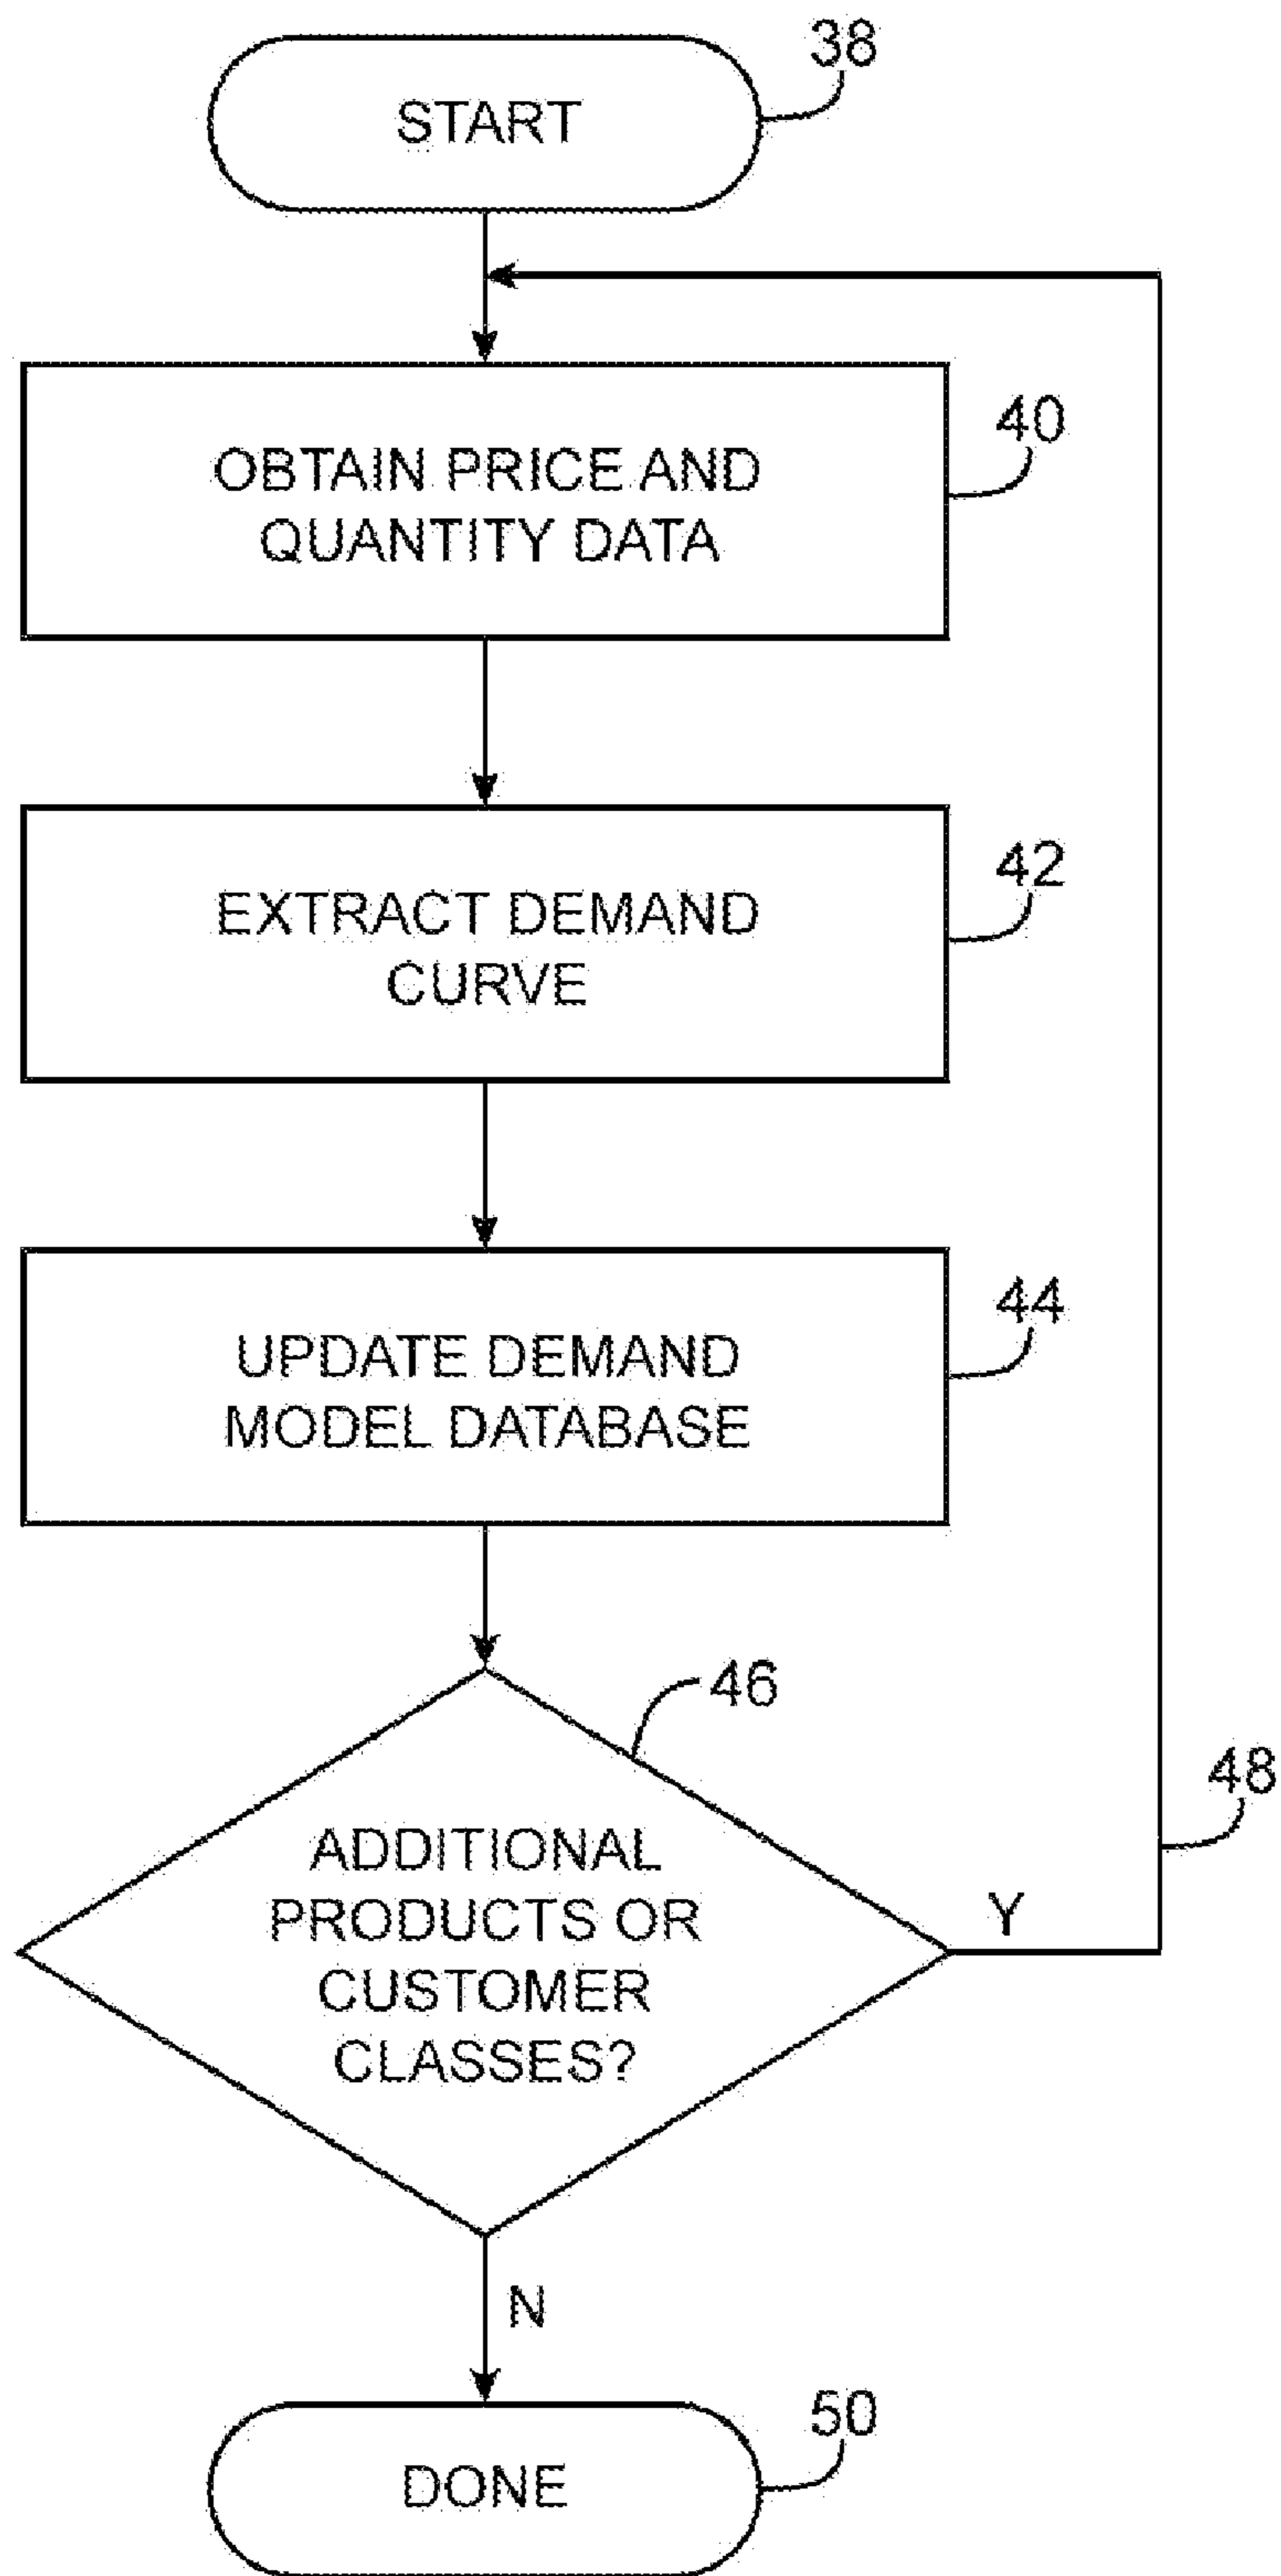 38
START
40
OBTAIN PRICE AND
QUANTITY DATA
42
EXTRACT DEMAND
CURVE
44
UPDATE DEMAND
MODEL DATABASE
46
48
ADDITIONAL
PRODUCTS OR
CUSTOMER
CLASSES?
Y
N
50
DONE